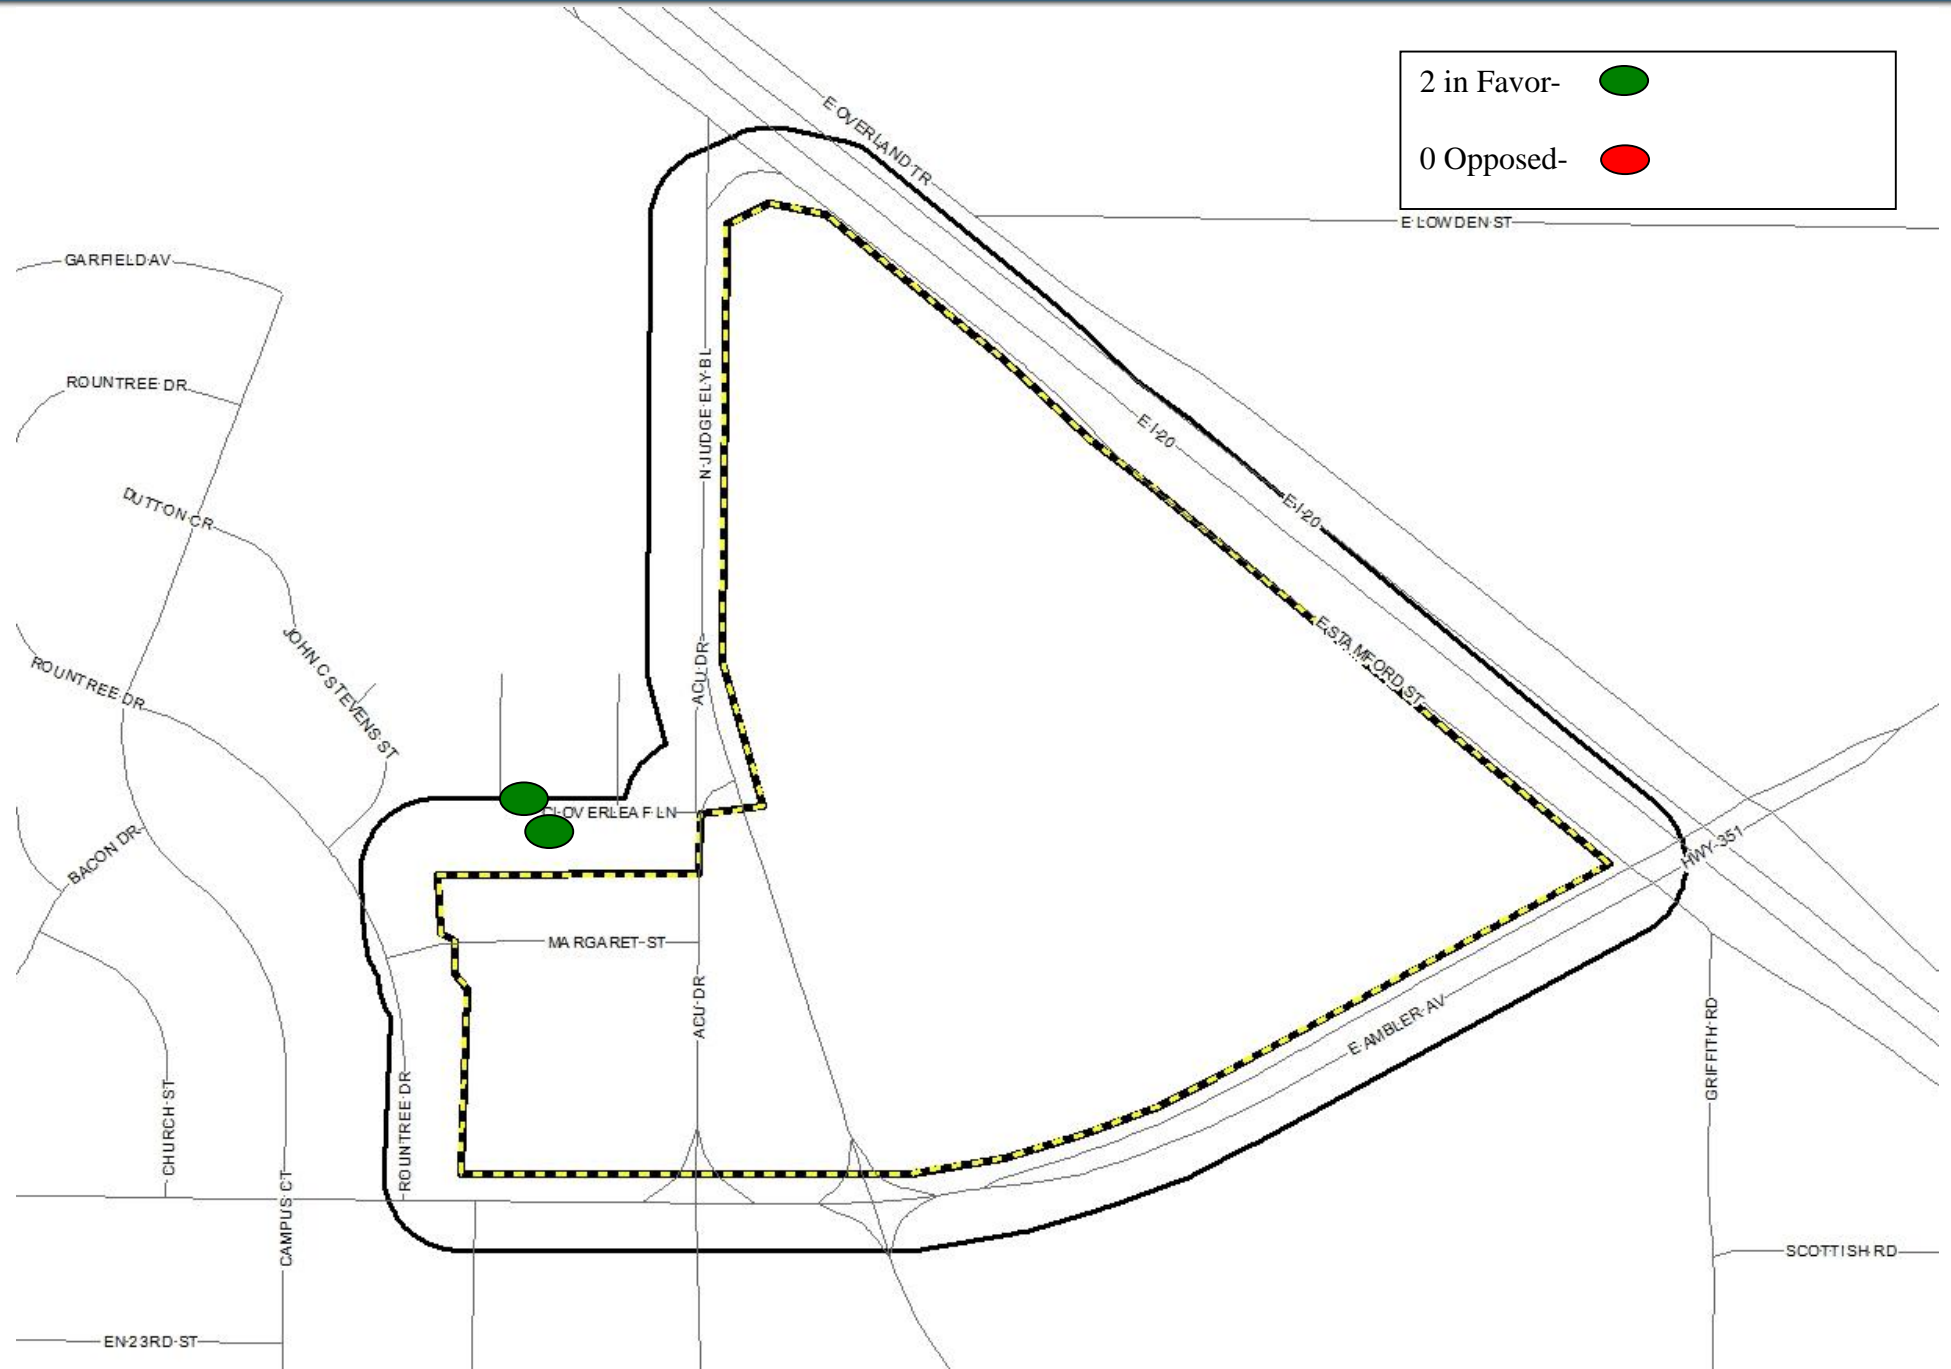 2 in Favor-
0 Opposed-
E OVERLAND TR
E LOWDEN ST
GARFIELD AV
ROUNTREE DR
N JUDGE ELY BL
E I-20
E I-20
DUTTON CR
JOHN C STEVENS ST
E STAMFORD ST
ROUNTREE DR
ACU DR
CLOVERLEAF LN
BACON DR
HWY 351
MARGARET ST
ACU DR
E AMBLER AV
GRIFFITH RD
CHURCH ST
ROUNTREE DR
CAMPUS CT
SCOTTISH RD
EN 23RD ST